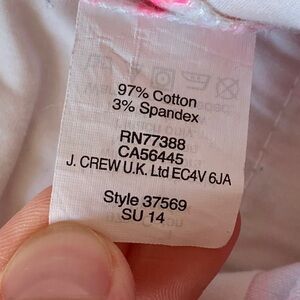 97% Cotton
3% Spandex
RN77388
CA56445
J. CREW U.K. Ltd EC4V 6JA
Style 37569
SU 14